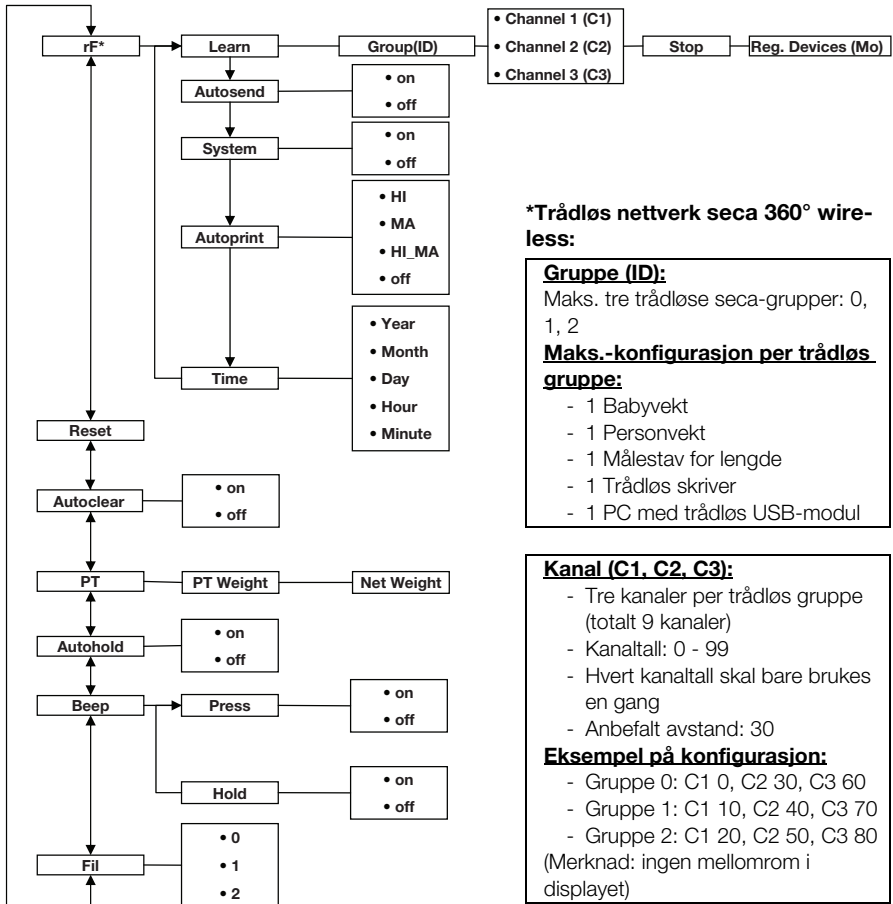 rF*
Learn
Group(ID)
• Channel 1 (C1)
• Channel 2 (C2)
• Channel 3 (C3)
Stop
Reg. Devices (Mo)
Autosend
• on
• off
System
• on
• off
Autoprint
• HI
• MA
• HI_MA
• off
Time
• Year
• Month
• Day
• Hour
• Minute
Reset
Autoclear
• on
• off
PT
PT Weight
Net Weight
Autohold
• on
• off
Beep
Press
• on
• off
Hold
• on
• off
Fil
• 0
• 1
• 2
*Trådløs nettverk seca 360° wire-
less:
Gruppe (ID):
Maks. tre trådløse seca-grupper: 0,
1, 2
Maks.-konfigurasjon per trådløs
gruppe:
- 1 Babyvekt
- 1 Personvekt
- 1 Målestav for lengde
- 1 Trådløs skriver
- 1 PC med trådløs USB-modul
Kanal (C1, C2, C3):
- Tre kanaler per trådløs gruppe
(totalt 9 kanaler)
- Kanaltall: 0 - 99
- Hvert kanaltall skal bare brukes
en gang
- Anbefalt avstand: 30
Eksempel på konfigurasjon:
- Gruppe 0: C1 0, C2 30, C3 60
- Gruppe 1: C1 10, C2 40, C3 70
- Gruppe 2: C1 20, C2 50, C3 80
(Merknad: ingen mellomrom i
displayet)